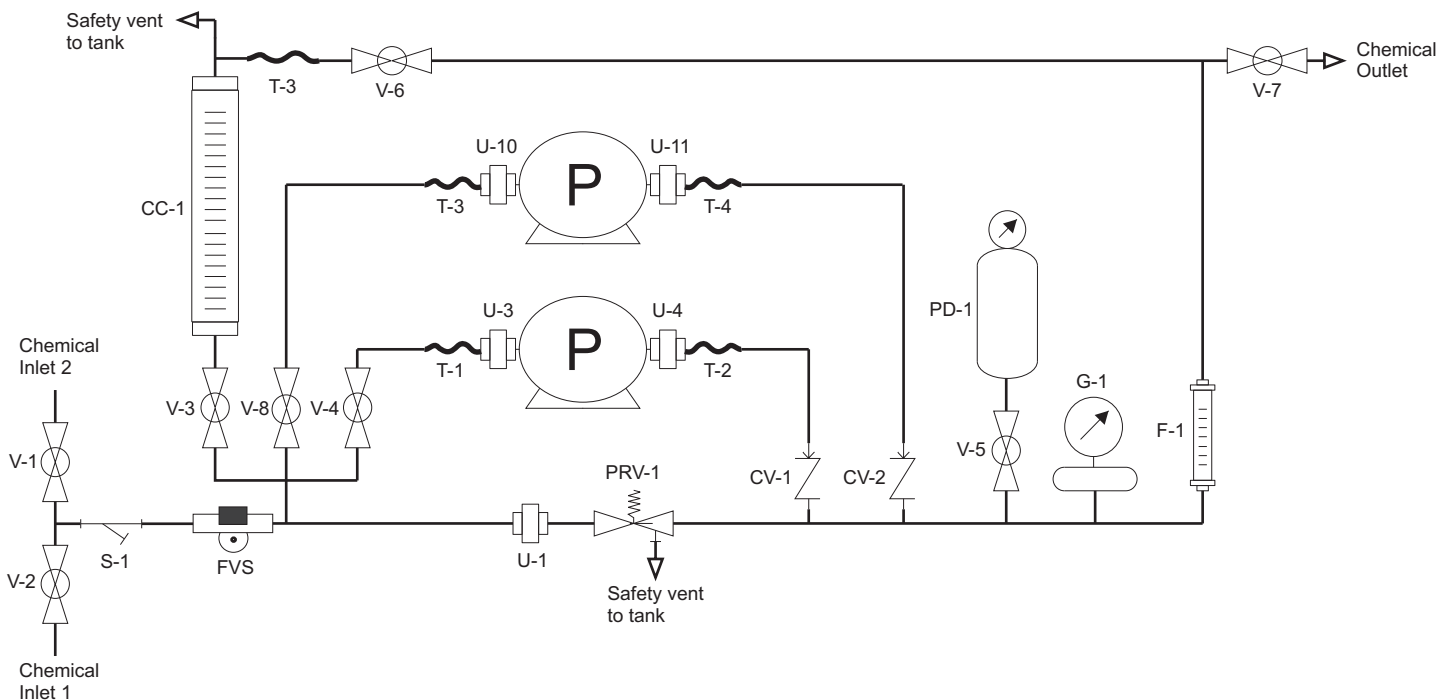 Safety vent
to tank
T-3
V-6
V-7
Chemical
Outlet
U-10
P
U-11
T-3
T-4
CC-1
PD-1
U-3
P
U-4
T-1
T-2
Chemical
Inlet 2
G-1
V-3
V-8
V-4
F-1
V-1
PRV-1
CV-1
CV-2
V-5
S-1
FVS
U-1
V-2
Safety vent
to tank
Chemical
Inlet 1